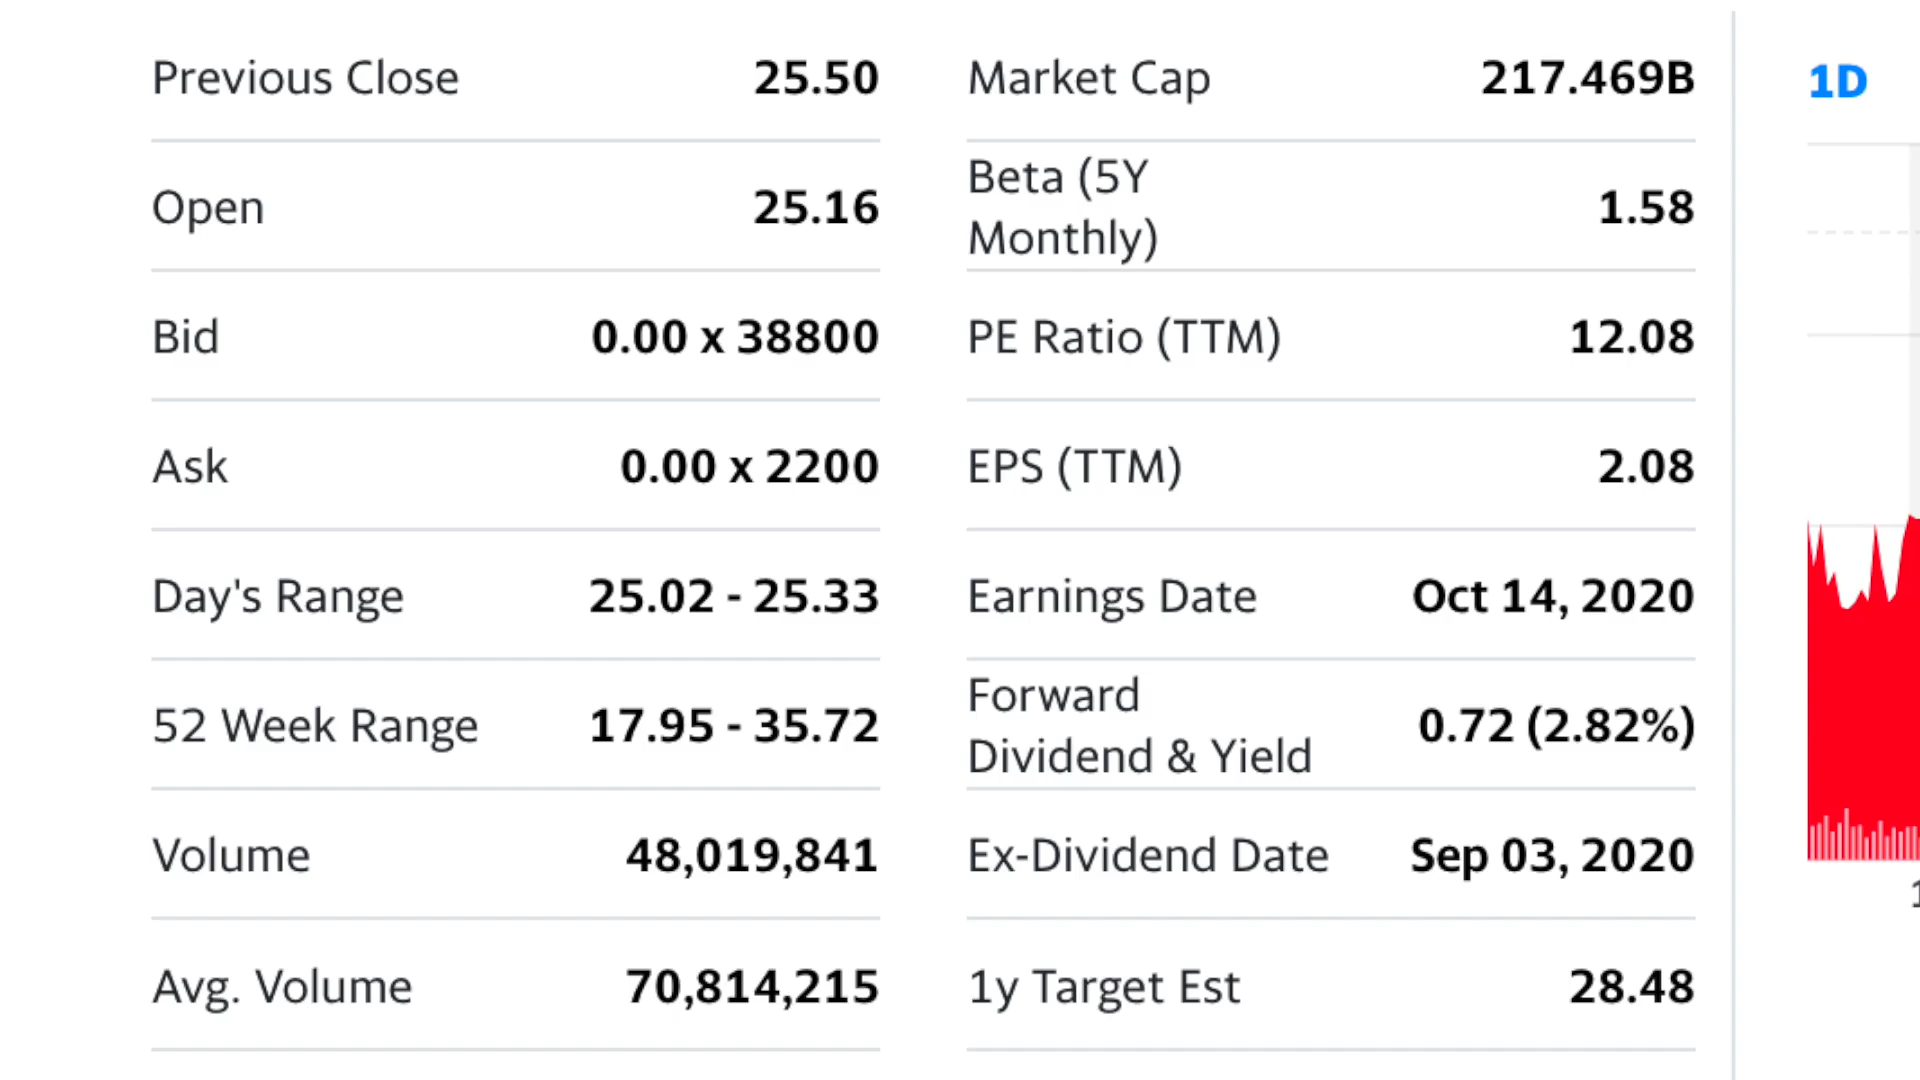 Previous Close 25.50
Open 25.16
Bid 0.00 x 38800
Ask 0.00 x 2200
Day's Range 25.02 - 25.33
52 Week Range 17.95 - 35.72
Volume 48,019,841
Avg. Volume 70,814,215
Market Cap 217.469B
Beta (5Y
Monthly) 1.58
PE Ratio (TTM) 12.08
EPS (TTM) 2.08
Earnings Date Oct 14, 2020
Forward
Dividend & Yield 0.72 (2.82%)
Ex-Dividend Date Sep 03, 2020
1y Target Est 28.48
1D